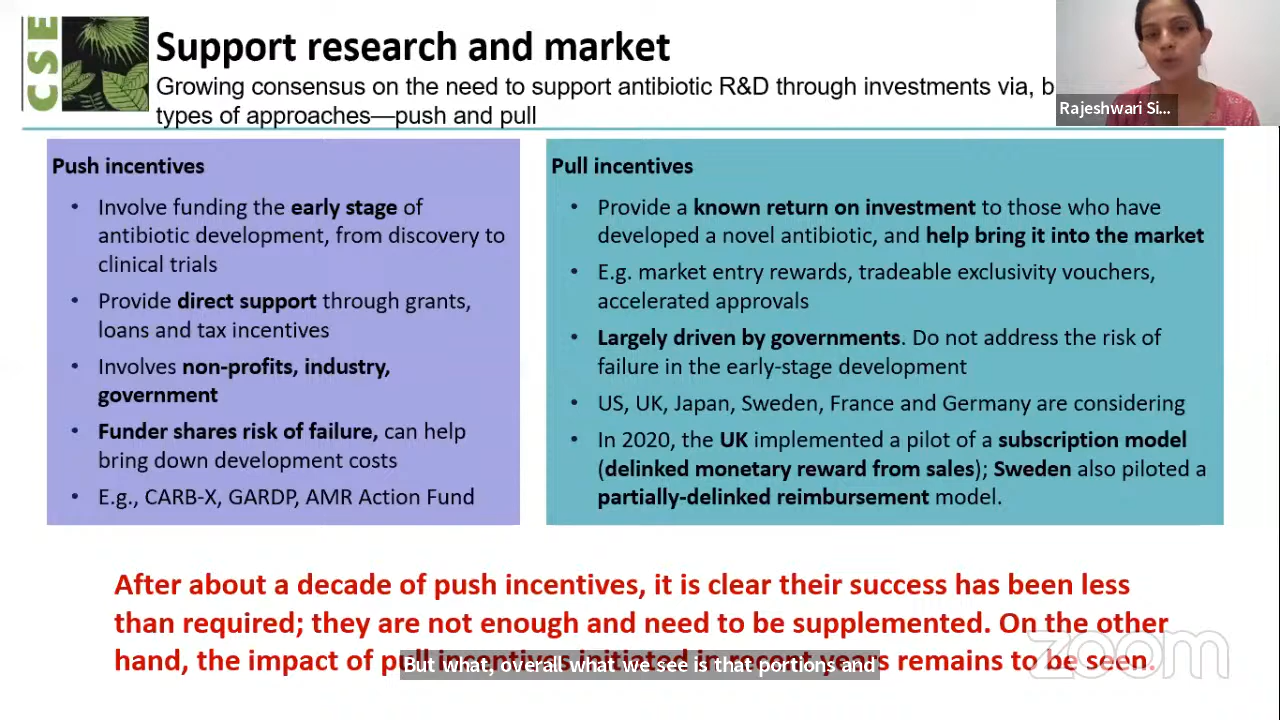 CSE
Support research and market
Growing consensus on the need to support antibiotic R&D through investments via, b
types of approaches—push and pull
Rajeshwari Si...
Push incentives
• Involve funding the early stage of
antibiotic development, from discovery to
clinical trials
• Provide direct support through grants,
loans and tax incentives
• Involves non-profits, industry,
government
• Funder shares risk of failure, can help
bring down development costs
• E.g., CARB-X, GARDP, AMR Action Fund
Pull incentives
• Provide a known return on investment to those who have
developed a novel antibiotic, and help bring it into the market
• E.g. market entry rewards, tradeable exclusivity vouchers,
accelerated approvals
• Largely driven by governments. Do not address the risk of
failure in the early-stage development
• US, UK, Japan, Sweden, France and Germany are considering
• In 2020, the UK implemented a pilot of a subscription model
(delinked monetary reward from sales); Sweden also piloted a
partially-delinked reimbursement model.
After about a decade of push incentives, it is clear their success has been less
than required; they are not enough and need to be supplemented. On the other
hand, the impact of pull incentives initiated in recent years remains to be seen.
But what, overall what we see is that portions and
zoom